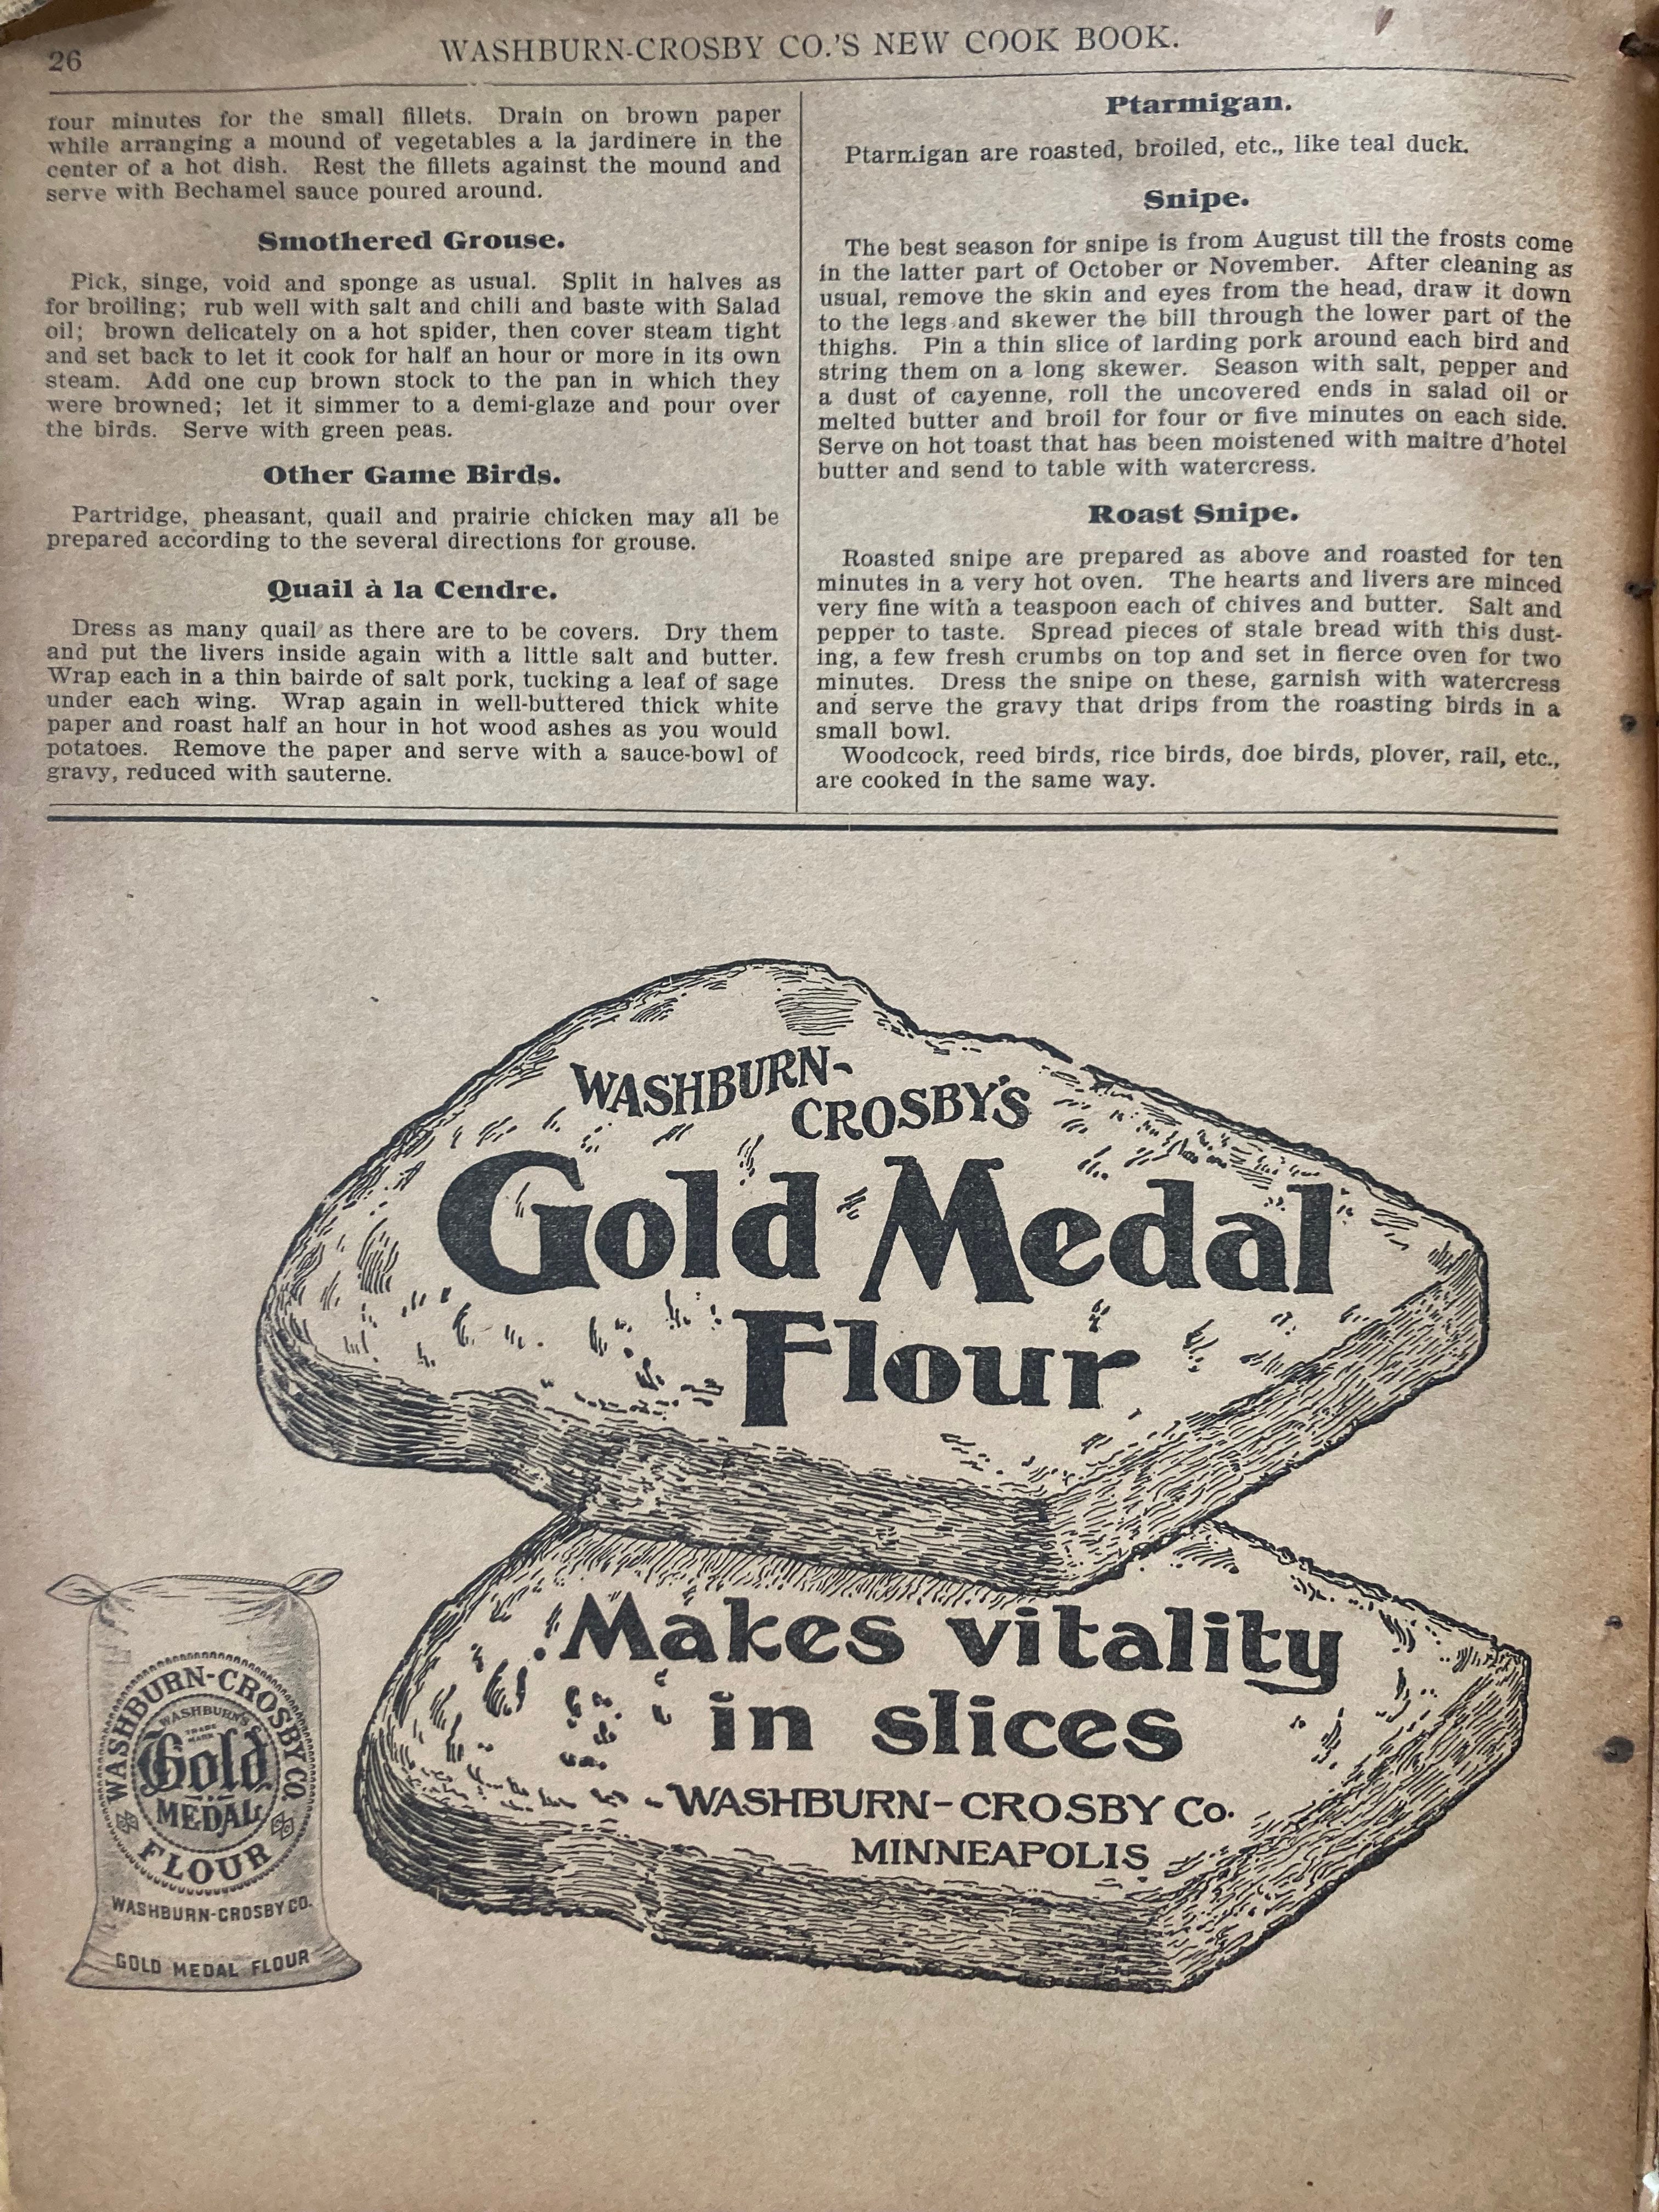 26
WASHBURN-CROSBY CO.'S NEW COOK BOOK.
four minutes for the small fillets. Drain on brown paper
while arranging a mound of vegetables a la jardinere in the
center of a hot dish. Rest the fillets against the mound and
serve with Bechamel sauce poured around.
Smothered Grouse.
Pick, singe, void and sponge as usual. Split in halves as
for broiling; rub well with salt and chili and baste with Salad
oil; brown delicately on a hot spider, then cover steam tight
and set back to let it cook for half an hour or more in its own
steam. Add one cup brown stock to the pan in which they
were browned; let it simmer to a demi-glaze and pour over
the birds. Serve with green peas.
Other Game Birds.
Partridge, pheasant, quail and prairie chicken may all be
prepared according to the several directions for grouse.
Quail à la Cendre.
Dress as many quail as there are to be covers. Dry them
and put the livers inside again with a little salt and butter.
Wrap each in a thin bairde of salt pork, tucking a leaf of sage
under each wing. Wrap again in well-buttered thick white
paper and roast half an hour in hot wood ashes as you would
potatoes. Remove the paper and serve with a sauce-bowl of
gravy, reduced with sauterne.
Ptarmigan.
Ptarmigan are roasted, broiled, etc., like teal duck.
Snipe.
The best season for snipe is from August till the frosts come
in the latter part of October or November. After cleaning as
usual, remove the skin and eyes from the head, draw it down
to the legs and skewer the bill through the lower part of the
thighs. Pin a thin slice of larding pork around each bird and
string them on a long skewer. Season with salt, pepper and
a dust of cayenne, roll the uncovered ends in salad oil or
melted butter and broil for four or five minutes on each side.
Serve on hot toast that has been moistened with maitre d'hotel
butter and send to table with watercress.
Roast Snipe.
Roasted snipe are prepared as above and roasted for ten
minutes in a very hot oven. The hearts and livers are minced
very fine with a teaspoon each of chives and butter. Salt and
pepper to taste. Spread pieces of stale bread with this dust-
ing, a few fresh crumbs on top and set in fierce oven for two
minutes. Dress the snipe on these, garnish with watercress
and serve the gravy that drips from the roasting birds in a
small bowl.
Woodcock, reed birds, rice birds, doe birds, plover, rail, etc.,
are cooked in the same way.
WASHBURN-
CROSBY'S
Gold Medal
Flour
Makes vitality
in slices
WASHBURN-CROSBY Co.
MINNEAPOLIS
WASHBURN-CROSBY CO.
WASHBURN'S
TRADE
MARK
Gold
MEDAL
FLOUR
WASHBURN-CROSBY CO.
GOLD MEDAL FLOUR